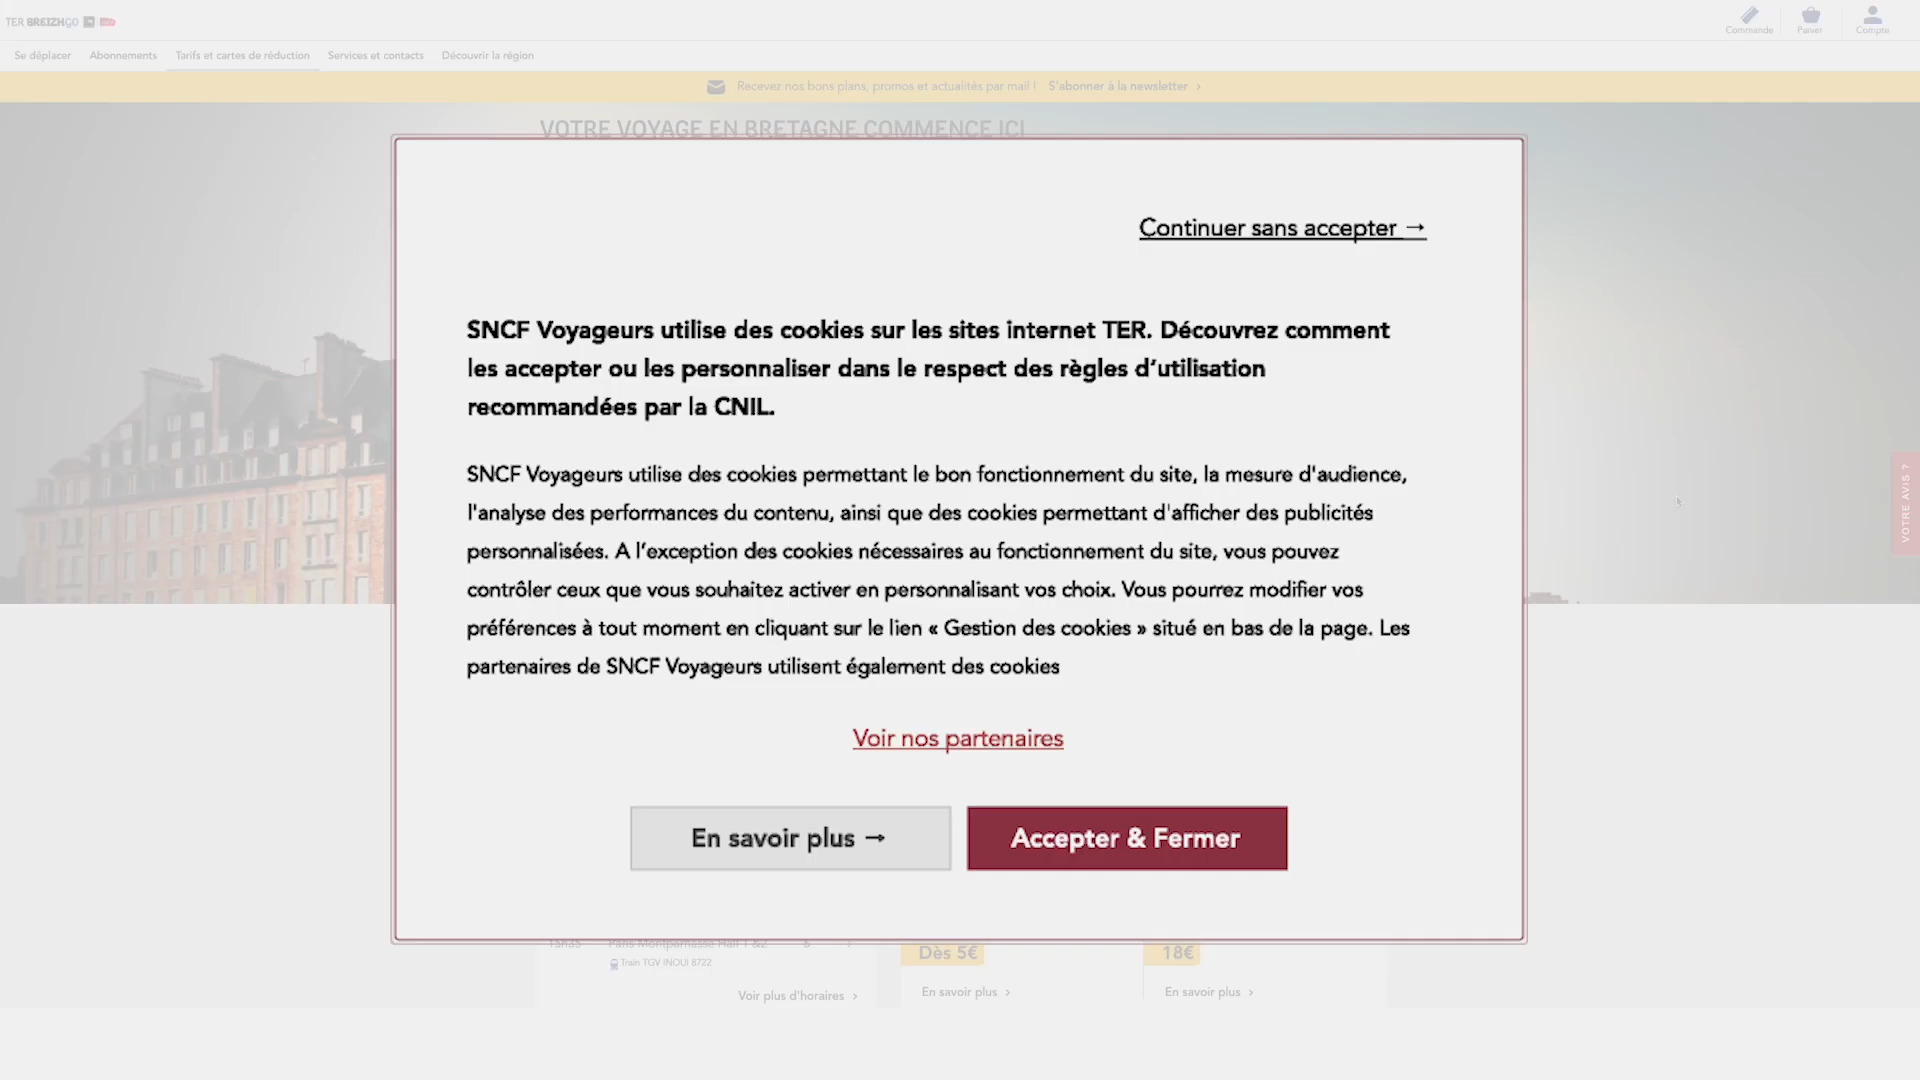 TER BREIZHGO
Commande
Panier
Compte
Se déplacer
Abonnements
Tarifs et cartes de réduction
Services et contacts
Découvrir la région
Recevez nos bons plans, promos et actualités par mail ! S'abonner à la newsletter >
VOTRE VOYAGE EN BRETAGNE COMMENCE ICI
Continuer sans accepter →
SNCF Voyageurs utilise des cookies sur les sites internet TER. Découvrez comment
les accepter ou les personnaliser dans le respect des règles d’utilisation
recommandées par la CNIL.
SNCF Voyageurs utilise des cookies permettant le bon fonctionnement du site, la mesure d'audience,
l'analyse des performances du contenu, ainsi que des cookies permettant d'afficher des publicités
personnalisées. A l’exception des cookies nécessaires au fonctionnement du site, vous pouvez
contrôler ceux que vous souhaitez activer en personnalisant vos choix. Vous pourrez modifier vos
préférences à tout moment en cliquant sur le lien « Gestion des cookies » situé en bas de la page. Les
partenaires de SNCF Voyageurs utilisent également des cookies
Voir nos partenaires
En savoir plus →
Accepter & Fermer
VOTRE AVIS ?
Paris Montparnasse Hall 1 &2
Train TGV INOUI 8722
Voir plus d'horaires >
Dès 5€
En savoir plus >
18€
En savoir plus >